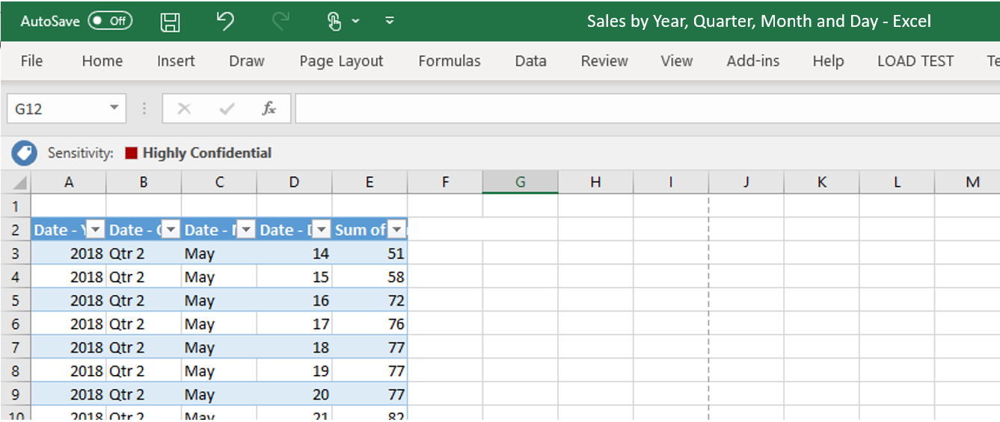 AutoSave Off Sales by Year, Quarter, Month and Day - Excel
File Home Insert Draw Page Layout Formulas Data Review View Add-ins Help LOAD TEST Te
G12 fx
Sensitivity: Highly Confidential
A B C D E F G H I J K L M
1
2 Date - Date - Date - Date - Sum of
3 2018 Qtr 2 May 14 51
4 2018 Qtr 2 May 15 58
5 2018 Qtr 2 May 16 72
6 2018 Qtr 2 May 17 76
7 2018 Qtr 2 May 18 77
8 2018 Qtr 2 May 19 77
9 2018 Qtr 2 May 20 77
10 2018 Qtr 2 May 21 82